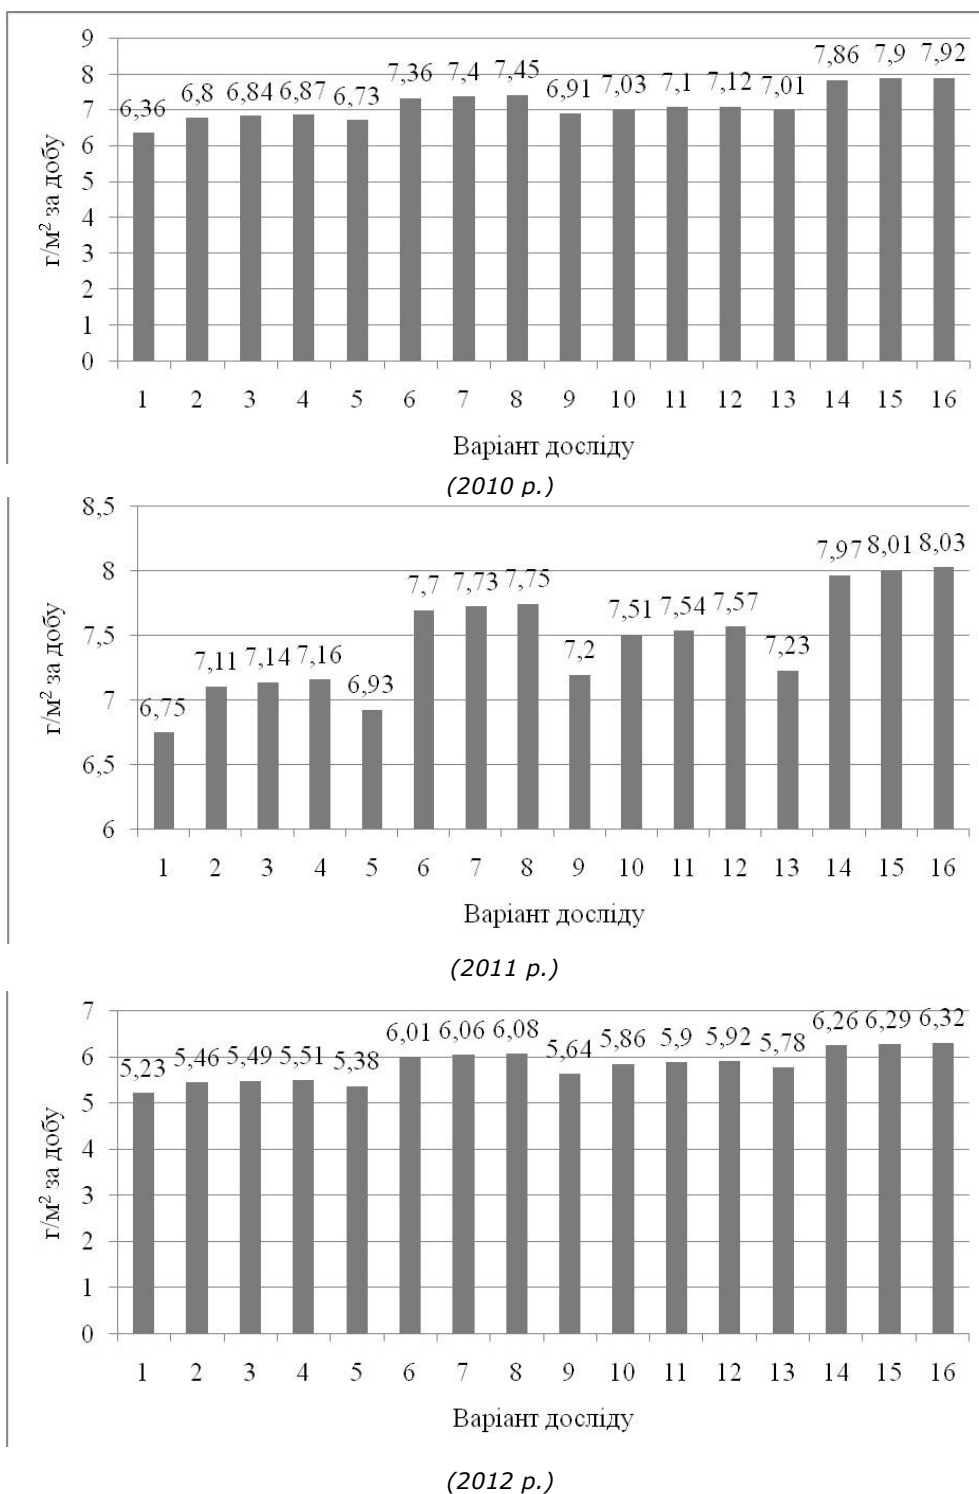 9
8
7
6
5
4
3
2
1
0
г/м² за добу
6,36 6,8 6,84 6,87 6,73 7,36 7,4 7,45 6,91 7,03 7,1 7,12 7,01 7,86 7,9 7,92
1 2 3 4 5 6 7 8 9 10 11 12 13 14 15 16
Варіант досліду
(2010 р.)
8,5
8
7,5
7
6,5
6
г/м² за добу
6,75 7,11 7,14 7,16 6,93 7,7 7,73 7,75 7,2 7,51 7,54 7,57 7,23 7,97 8,01 8,03
1 2 3 4 5 6 7 8 9 10 11 12 13 14 15 16
Варіант досліду
(2011 р.)
7
6
5
4
3
2
1
0
г/м² за добу
5,23 5,46 5,49 5,51 5,38 6,01 6,06 6,08 5,64 5,86 5,9 5,92 5,78 6,26 6,29 6,32
1 2 3 4 5 6 7 8 9 10 11 12 13 14 15 16
Варіант досліду
(2012 р.)